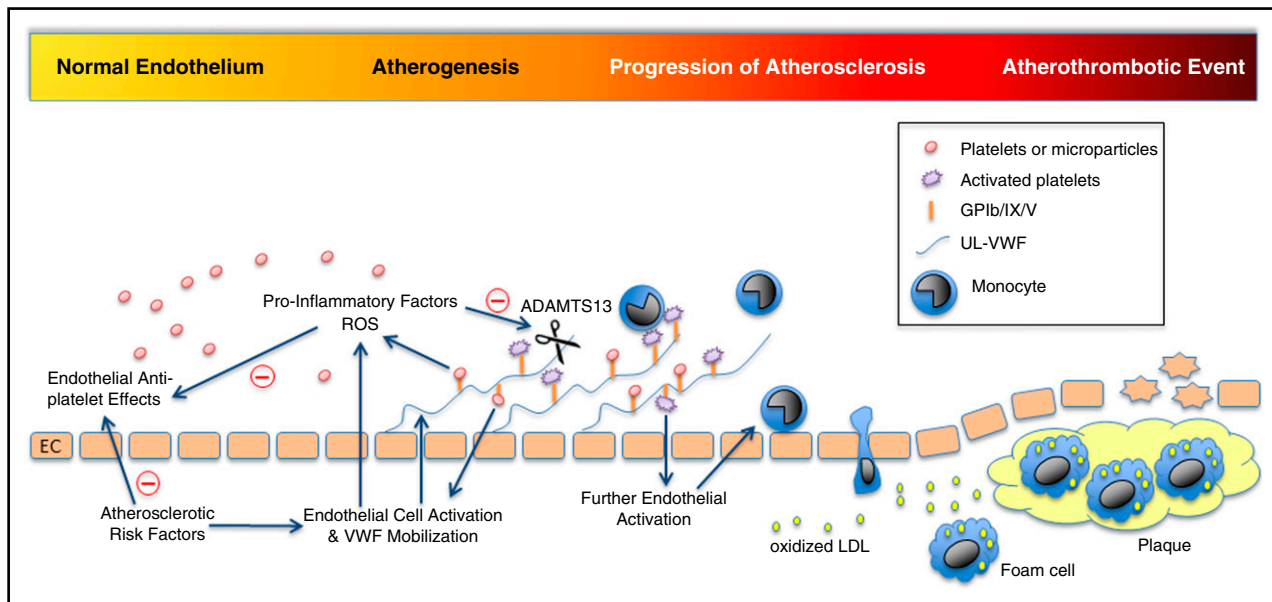 Normal Endothelium
Atherogenesis
Progression of Atherosclerosis
Atherothrombotic Event
Platelets or microparticles
Activated platelets
GPIb/IX/V
UL-VWF
Monocyte
Pro-Inflammatory Factors
ROS
ADAMTS13
Endothelial Anti-
platelet Effects
EC
Atherosclerotic
Risk Factors
Endothelial Cell Activation
& VWF Mobilization
Further Endothelial
Activation
oxidized LDL
Foam cell
Plaque